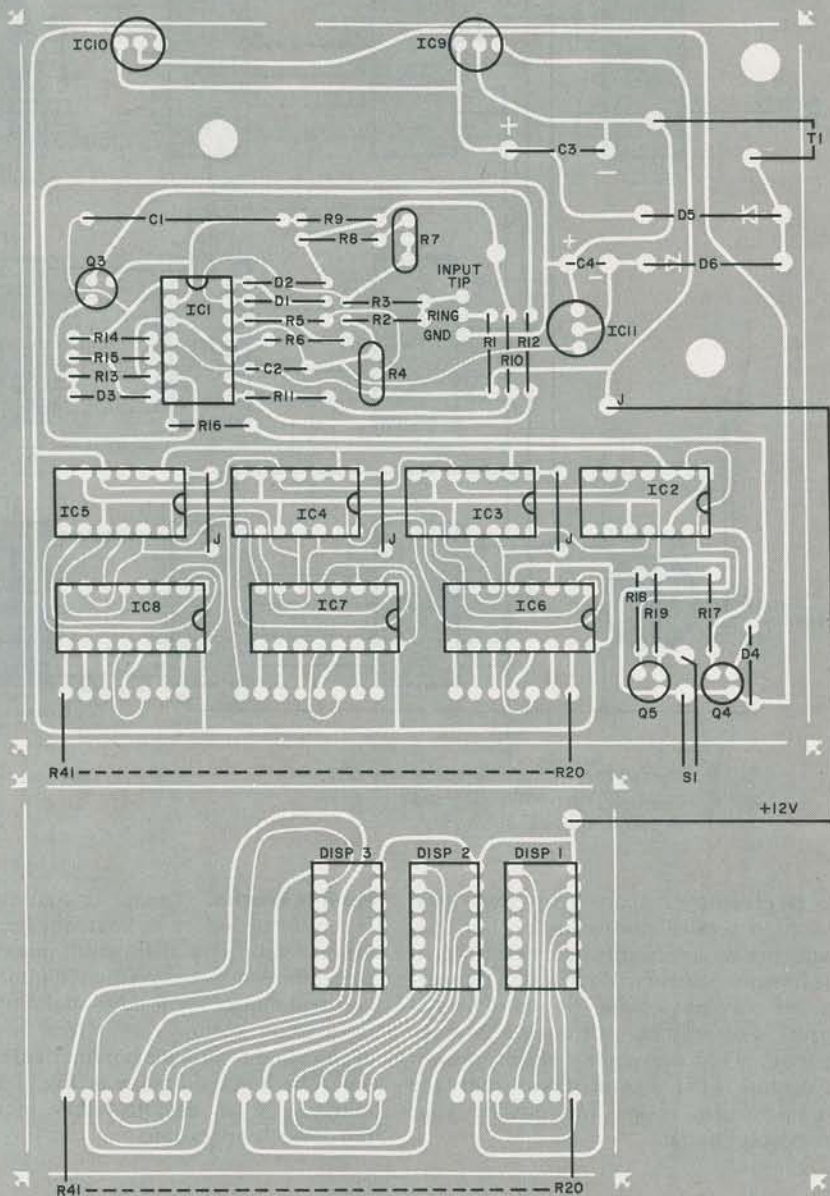 IC10 IC9
+ C3 −
T1
C1 R9
R8 R7
D5
Q3
D2
INPUT
TIP
+ C4 − D6
IC1 D1 R3
R5 R2 RING
R14 R6 GND R1 R12 IC11
R15 R10
R13 C2 R4
D3 R11 J
R16
IC5 IC4 IC3 IC2
J J J
IC8 IC7 IC6 R18 R19 R17
D4
Q5 Q4
R41 R20 S1
+12V
DISP 3 DISP 2 DISP 1
R41 R20